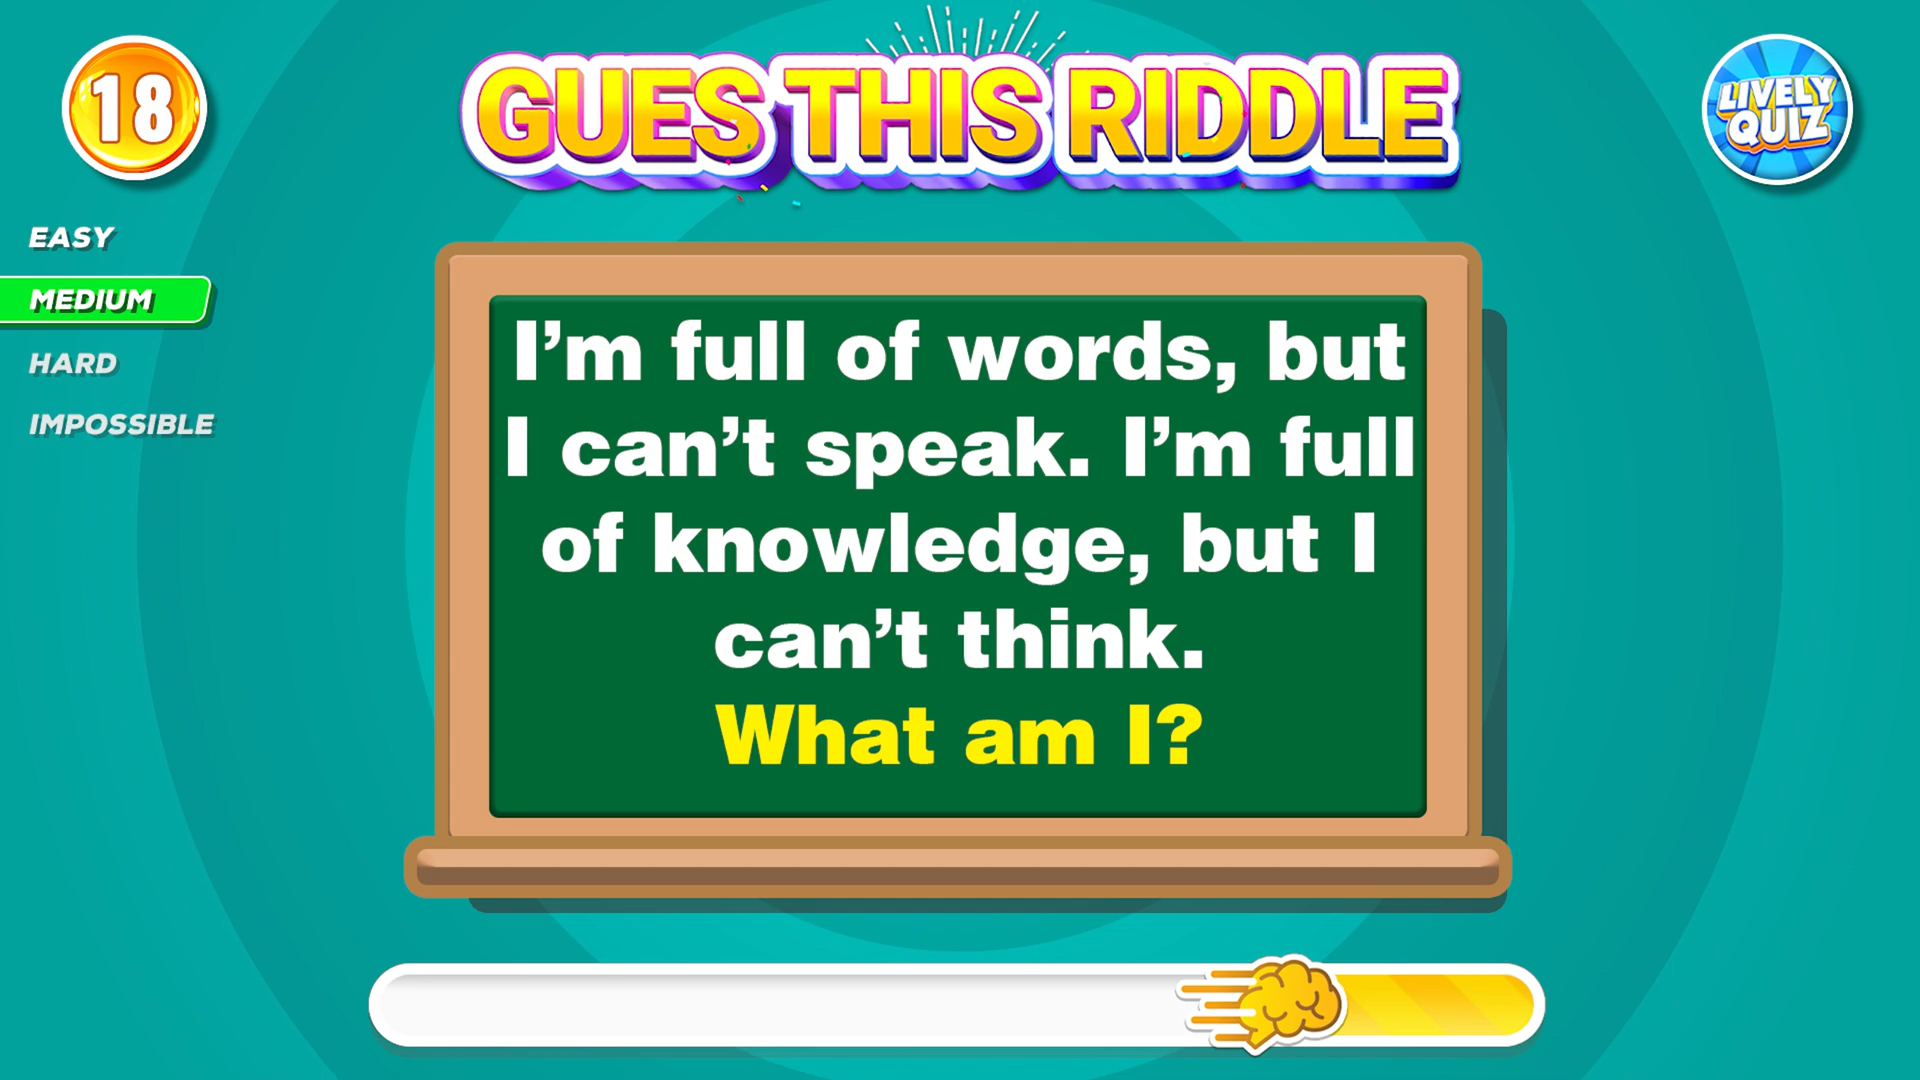 18
GUES THIS RIDDLE
LIVELY
QUIZ
EASY
MEDIUM
HARD
IMPOSSIBLE
I’m full of words, but
I can’t speak. I’m full
of knowledge, but I
can’t think.
What am I?